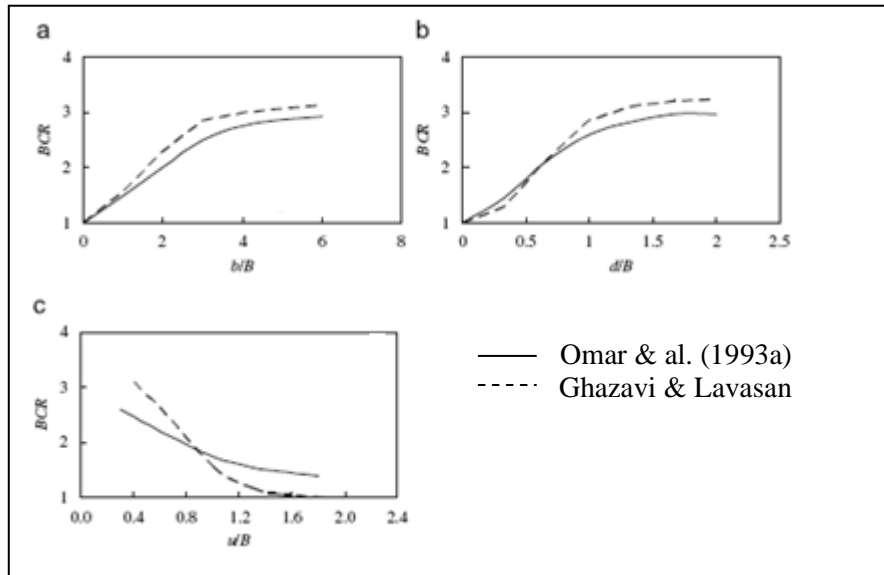 a
4
3
BCR
2
1
0 2 4 6 8
b/B
b
4
3
BCR
2
1
0 0.5 1 1.5 2 2.5
d/B
c
4
3
BCR
2
1
0.0 0.4 0.8 1.2 1.6 2.0 2.4
u/B
Omar & al. (1993a)
Ghazavi & Lavasan